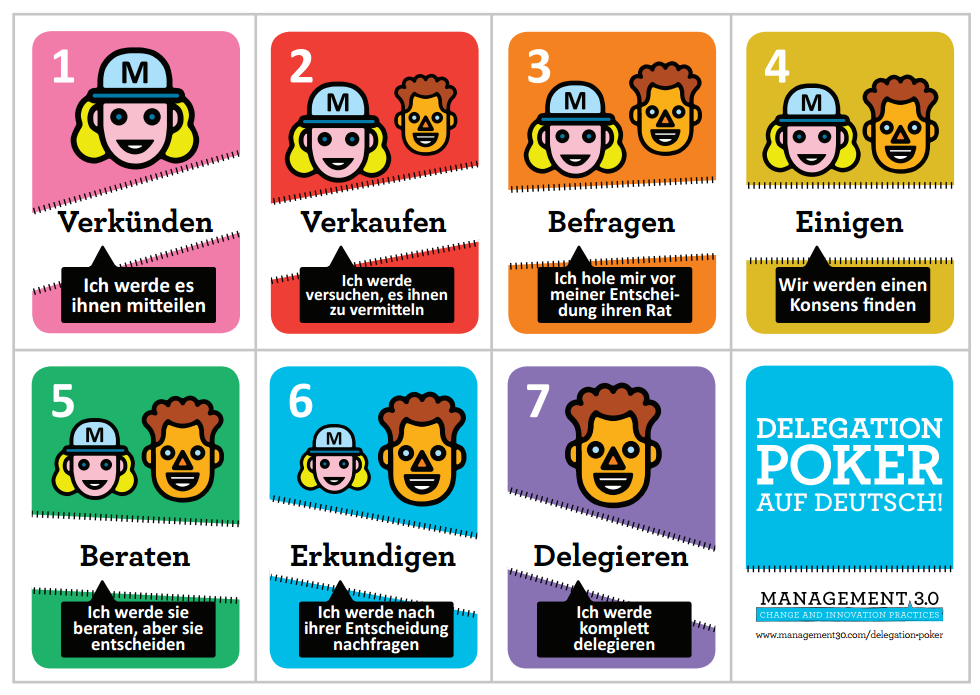 1
M
Verkünden
Ich werde es
ihnen mitteilen
2
M
Verkaufen
Ich werde
versuchen, es ihnen
zu vermitteln
3
M
Befragen
Ich hole mir vor
meiner Entschei-
dung ihren Rat
4
M
Einigen
Wir werden einen
Konsens finden
5
M
Beraten
Ich werde sie
beraten, aber sie
entscheiden
6
M
Erkundigen
Ich werde nach
ihrer Entscheidung
nachfragen
7
Delegieren
Ich werde
komplett
delegieren
DELEGATION
POKER
AUF DEUTSCH!
MANAGEMENT 3.0
CHANGE AND INNOVATION PRACTICES
www.management30.com/delegation-poker